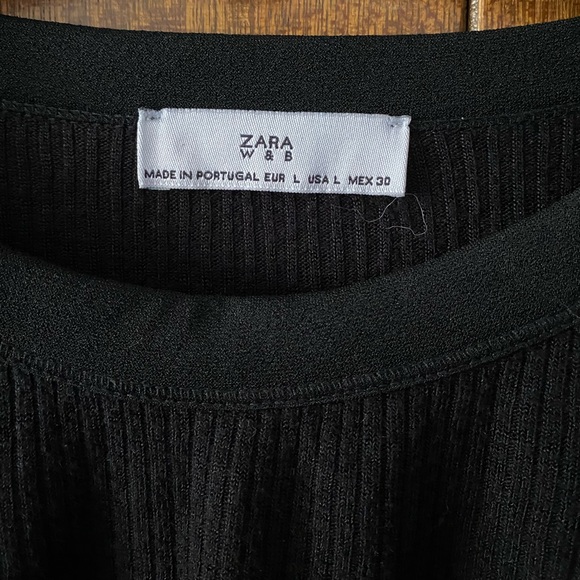 ZARA
W & B
MADE IN PORTUGAL EUR L USA L MEX 30